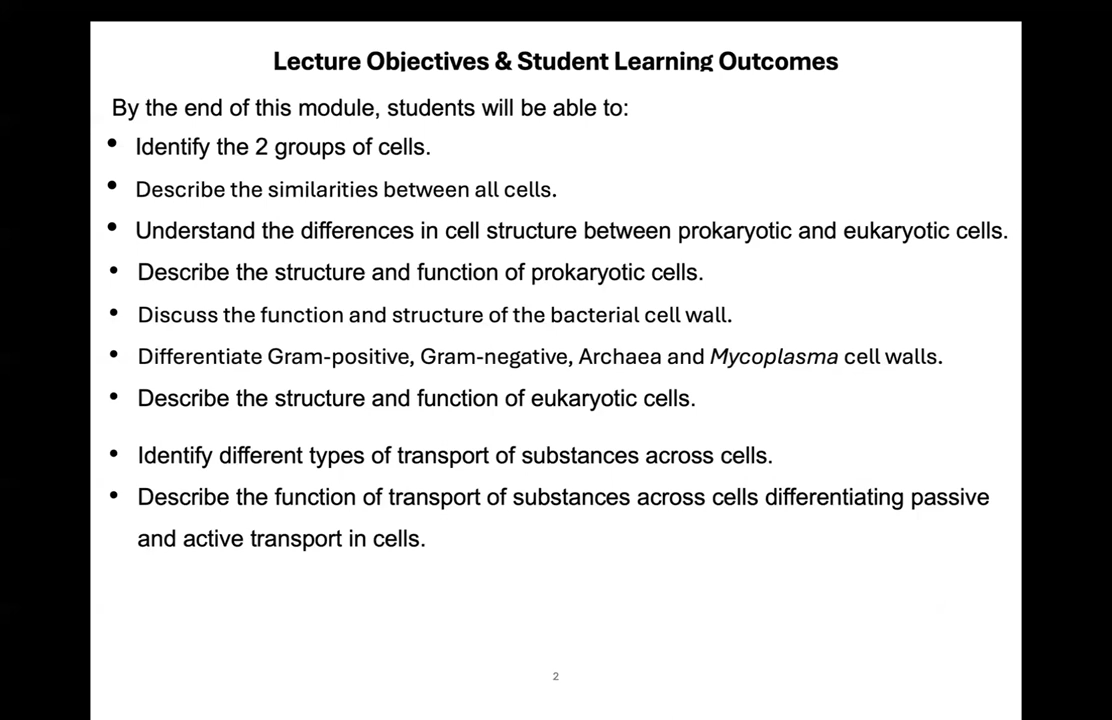 Lecture Objectives & Student Learning Outcomes
By the end of this module, students will be able to:
• Identify the 2 groups of cells.
• Describe the similarities between all cells.
• Understand the differences in cell structure between prokaryotic and eukaryotic cells.
• Describe the structure and function of prokaryotic cells.
• Discuss the function and structure of the bacterial cell wall.
• Differentiate Gram-positive, Gram-negative, Archaea and Mycoplasma cell walls.
• Describe the structure and function of eukaryotic cells.
• Identify different types of transport of substances across cells.
• Describe the function of transport of substances across cells differentiating passive
and active transport in cells.
2